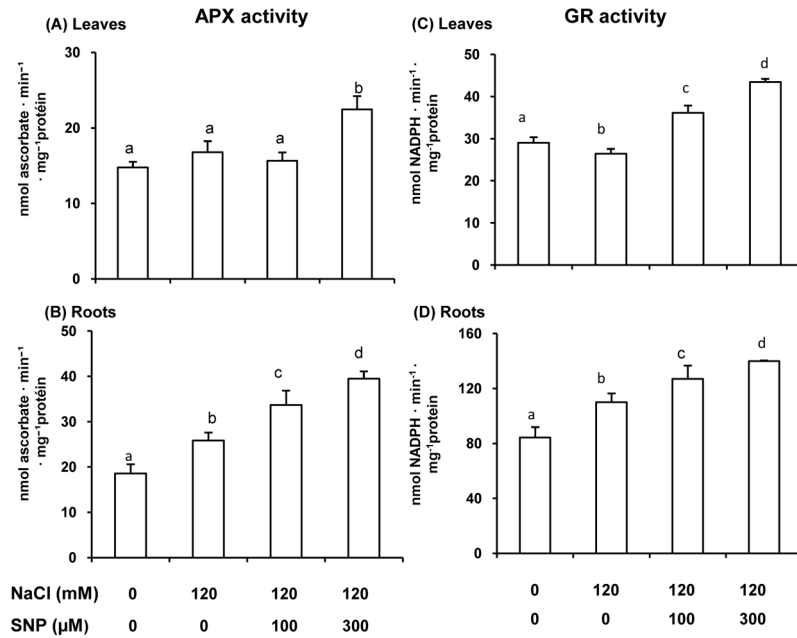 APX activity
GR activity
(A) Leaves
(C) Leaves
nmol ascorbate · min⁻¹
· mg⁻¹protéin
30
20
10
0
a
a
a
b
nmol NADPH · min⁻¹ ·
mg⁻¹protein
50
40
30
20
10
0
a
b
c
d
(B) Roots
(D) Roots
nmol ascorbate · min⁻¹
· mg⁻¹protéin
50
40
30
20
10
0
a
b
c
d
nmol NADPH · min⁻¹ ·
mg⁻¹protein
160
120
80
40
0
a
b
c
d
NaCl (mM) 0 120 120 120
SNP (µM) 0 0 100 300
0 120 120 120
0 0 100 300